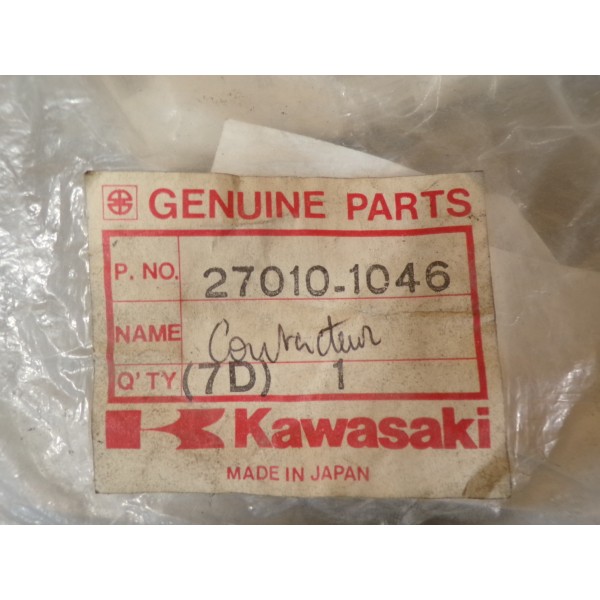 GENUINE PARTS
P. NO. 27010-1046
NAME Contacteur
Q'TY (7D) 1
Kawasaki
MADE IN JAPAN